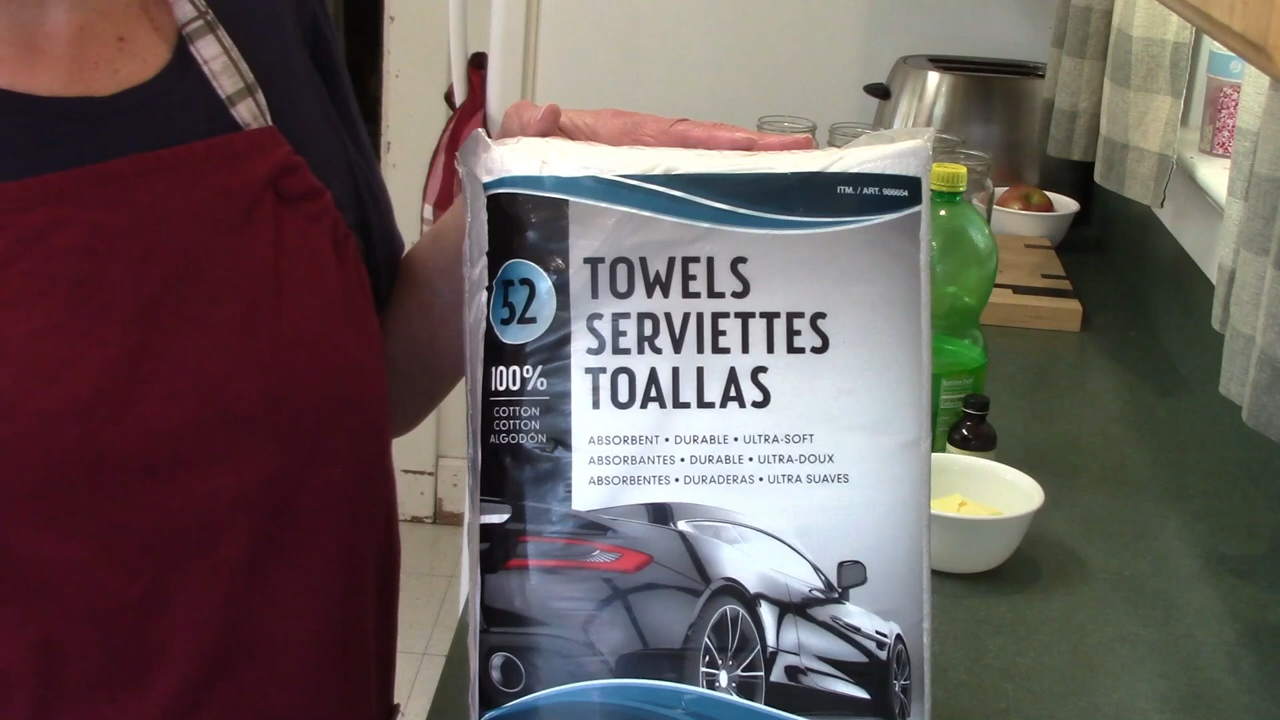 ITM. / ART. 986654
52
TOWELS
SERVIETTES
TOALLAS
100%
COTTON
COTTON
ALGODÓN
ABSORBENT • DURABLE • ULTRA-SOFT
ABSORBANTES • DURABLE • ULTRA-DOUX
ABSORBENTES • DURADERAS • ULTRA SUAVES